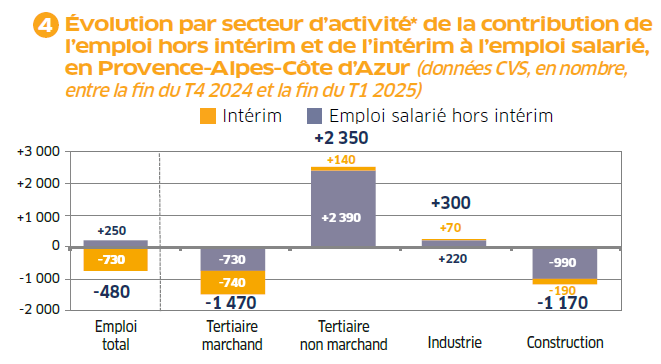 4 Évolution par secteur d’activité* de la contribution de
l’emploi hors intérim et de l’intérim à l’emploi salarié,
en Provence-Alpes-Côte d’Azur (données CVS, en nombre,
entre la fin du T4 2024 et la fin du T1 2025)
Intérim Emploi salarié hors intérim
+2 350
+3 000
+140
+2 000
+300
+2 390
+1 000
+250
+70
0
-730
-730
+220
-990
-1 000
-740
-190
-480
-1 470
-1 170
-2 000
Emploi
total
Tertiaire
marchand
Tertiaire
non marchand
Industrie
Construction